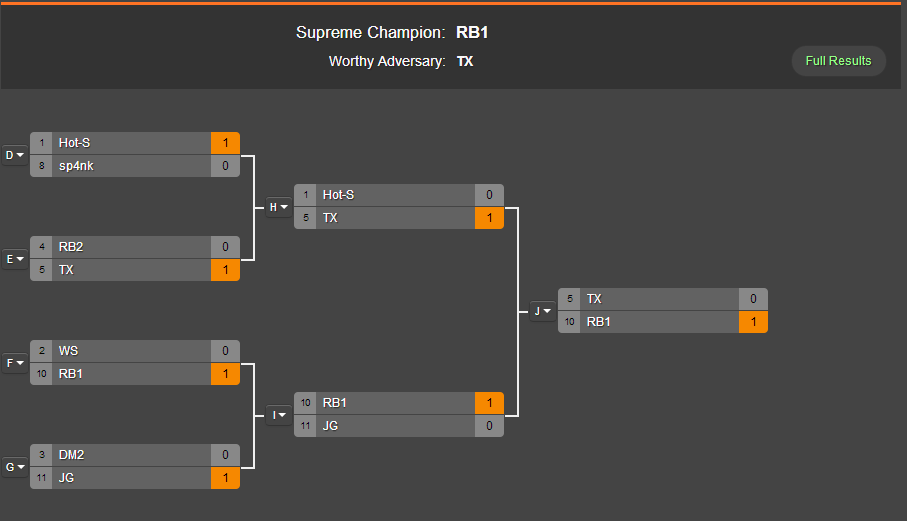 Supreme Champion: RB1
Worthy Adversary: TX
Full Results
D
1 Hot-S 1
8 sp4nk 0
H
1 Hot-S 0
5 TX 1
E
4 RB2 0
5 TX 1
J
5 TX 0
10 RB1 1
F
2 WS 0
10 RB1 1
I
10 RB1 1
11 JG 0
G
3 DM2 0
11 JG 1